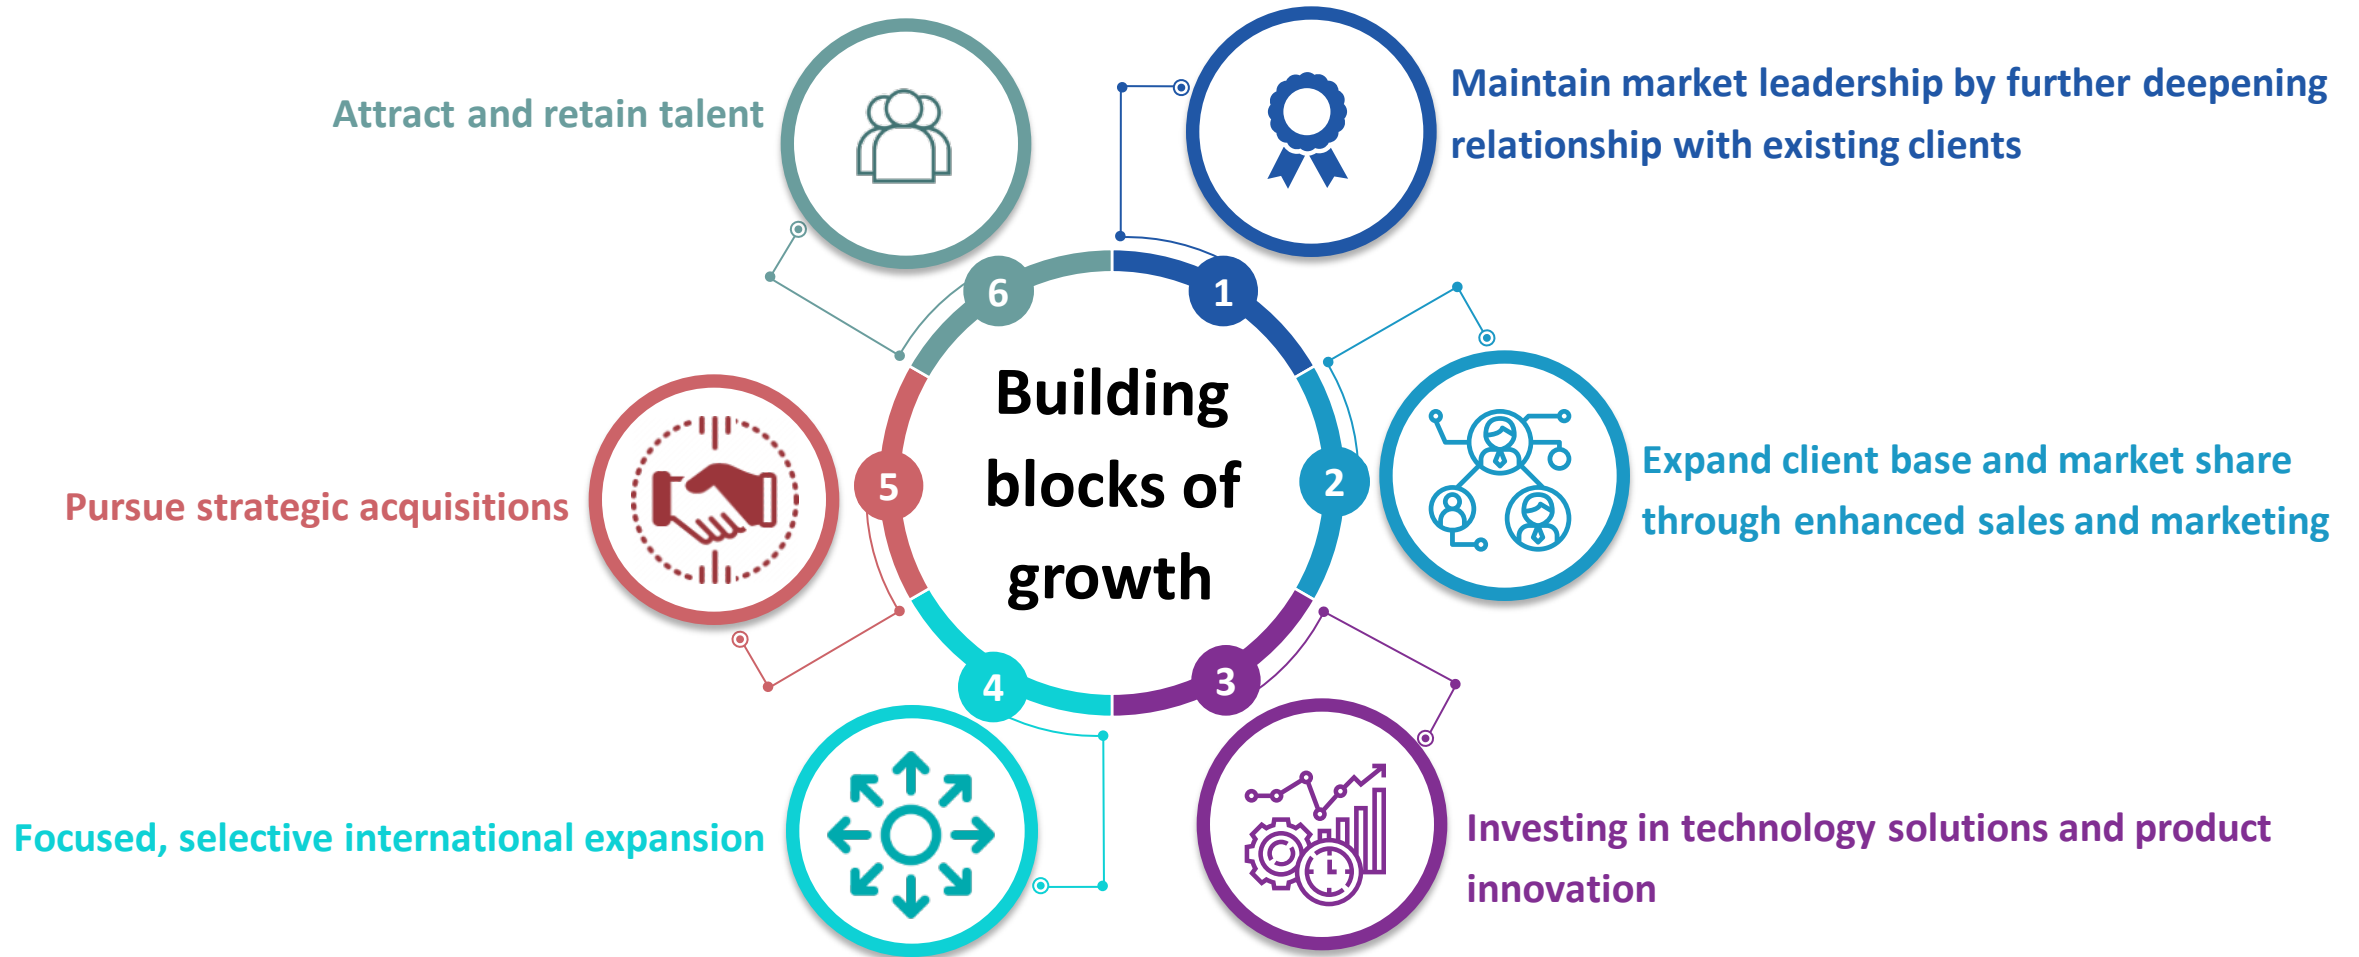 Building
blocks of
growth
1
Maintain market leadership by further deepening
relationship with existing clients
2
Expand client base and market share
through enhanced sales and marketing
3
Investing in technology solutions and product
innovation
4
Focused, selective international expansion
5
Pursue strategic acquisitions
6
Attract and retain talent